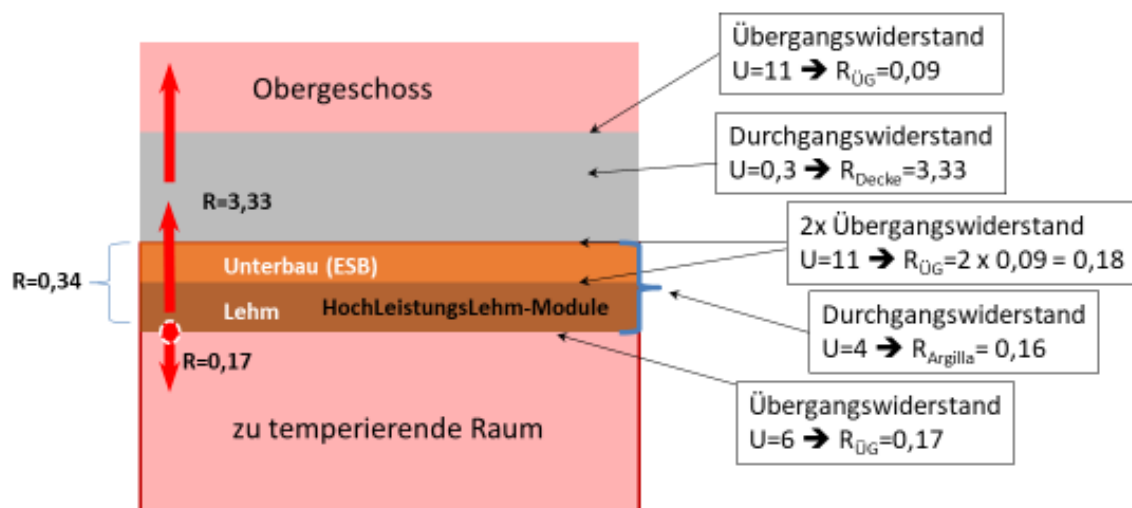 Obergeschoss
R=3,33
Unterbau (ESB)
R=0,34
Lehm HochLeistungsLehm-Module
R=0,17
zu temperierende Raum
Übergangswiderstand
U=11 ➔ RÜG=0,09
Durchgangswiderstand
U=0,3 ➔ RDecke=3,33
2x Übergangswiderstand
U=11 ➔ RÜG=2 x 0,09 = 0,18
Durchgangswiderstand
U=4 ➔ RArgilla= 0,16
Übergangswiderstand
U=6 ➔ RÜG=0,17